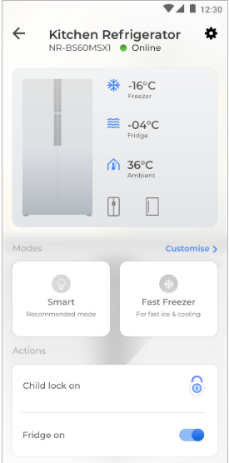 12:30
Kitchen Refrigerator
NR-BS60MSX1 Online
-16°C
Freezer
-04°C
Fridge
36°C
Ambient
Modes Customise >
Smart Fast Freezer
Recommended mode For fast ice & cooling
Actions
Child lock on
Fridge on